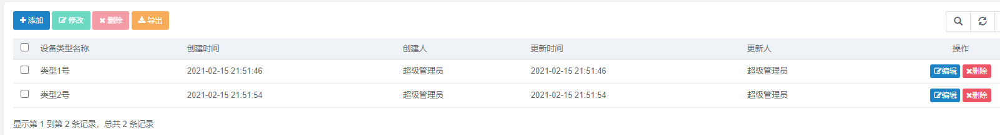 添加 修改 删除 导出
设备类型名称 创建时间 创建人 更新时间 更新人 操作
类型1号 2021-02-15 21:51:46 超级管理员 2021-02-15 21:51:46 超级管理员 编辑 删除
类型2号 2021-02-15 21:51:54 超级管理员 2021-02-15 21:51:54 超级管理员 编辑 删除
显示第 1 到第 2 条记录，总共 2 条记录